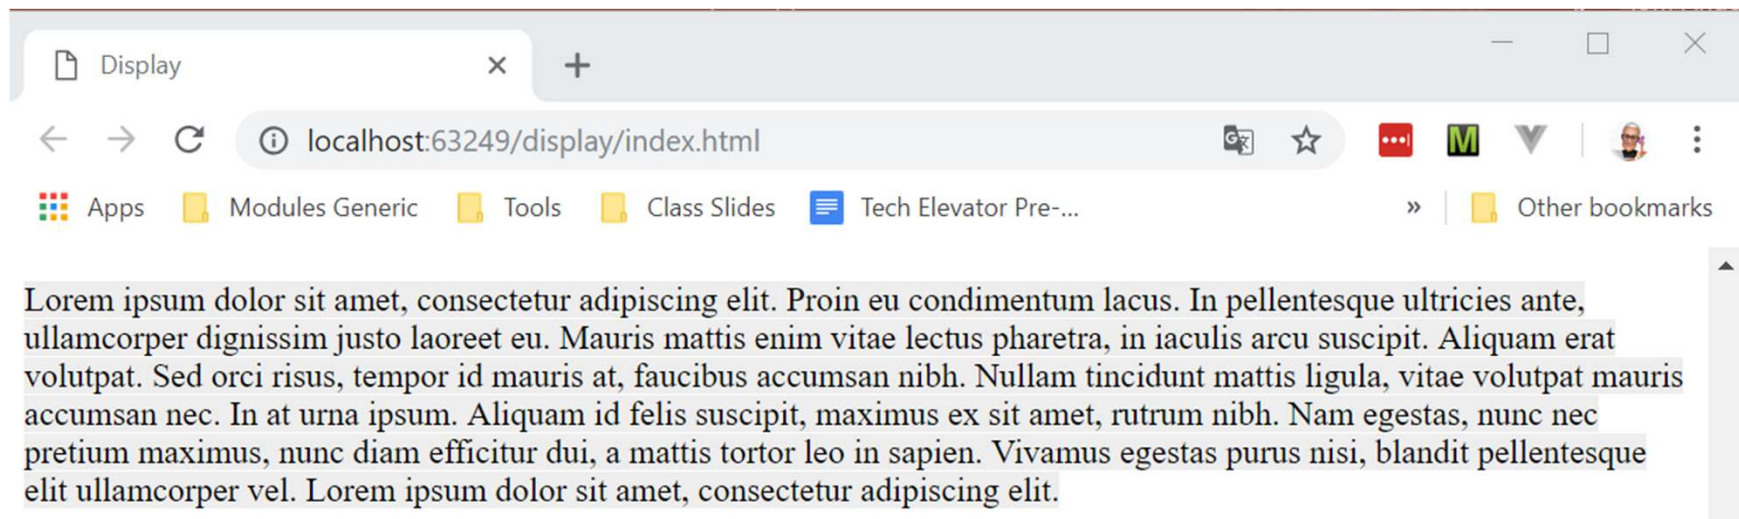 Display
localhost:63249/display/index.html
Apps Modules Generic Tools Class Slides Tech Elevator Pre-... » Other bookmarks
Lorem ipsum dolor sit amet, consectetur adipiscing elit. Proin eu condimentum lacus. In pellentesque ultricies ante,
ullamcorper dignissim justo laoreet eu. Mauris mattis enim vitae lectus pharetra, in iaculis arcu suscipit. Aliquam erat
volutpat. Sed orci risus, tempor id mauris at, faucibus accumsan nibh. Nullam tincidunt mattis ligula, vitae volutpat mauris
accumsan nec. In at urna ipsum. Aliquam id felis suscipit, maximus ex sit amet, rutrum nibh. Nam egestas, nunc nec
pretium maximus, nunc diam efficitur dui, a mattis tortor leo in sapien. Vivamus egestas purus nisi, blandit pellentesque
elit ullamcorper vel. Lorem ipsum dolor sit amet, consectetur adipiscing elit.